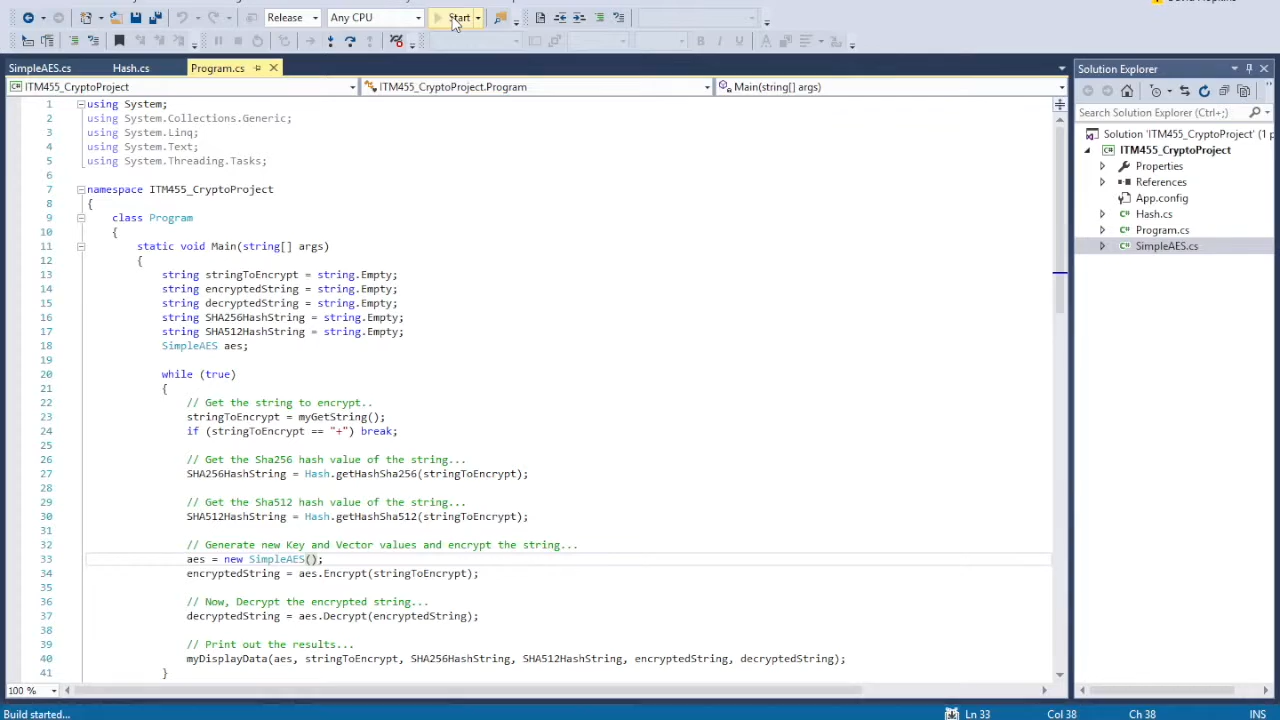 Release Any CPU Start
SimpleAES.cs Hash.cs Program.cs
ITM455_CryptoProject ITM455_CryptoProject.Program Main(string[] args)
1 using System;
2 using System.Collections.Generic;
3 using System.Linq;
4 using System.Text;
5 using System.Threading.Tasks;
6
7 namespace ITM455_CryptoProject
8 {
9 class Program
10 {
11 static void Main(string[] args)
12 {
13 string stringToEncrypt = string.Empty;
14 string encryptedString = string.Empty;
15 string decryptedString = string.Empty;
16 string SHA256HashString = string.Empty;
17 string SHA512HashString = string.Empty;
18 SimpleAES aes;
19
20 while (true)
21 {
22 // Get the string to encrypt..
23 stringToEncrypt = myGetString();
24 if (stringToEncrypt == "+") break;
25
26 // Get the Sha256 hash value of the string...
27 SHA256HashString = Hash.getHashSha256(stringToEncrypt);
28
29 // Get the Sha512 hash value of the string...
30 SHA512HashString = Hash.getHashSha512(stringToEncrypt);
31
32 // Generate new Key and Vector values and encrypt the string...
33 aes = new SimpleAES();
34 encryptedString = aes.Encrypt(stringToEncrypt);
35
36 // Now, Decrypt the encrypted string...
37 decryptedString = aes.Decrypt(encryptedString);
38
39 // Print out the results...
40 myDisplayData(aes, stringToEncrypt, SHA256HashString, SHA512HashString, encryptedString, decryptedString);
41 }
100 %
Solution Explorer
Search Solution Explorer (Ctrl+;)
Solution 'ITM455_CryptoProject' (1 p
ITM455_CryptoProject
Properties
References
App.config
Hash.cs
Program.cs
SimpleAES.cs
Build started... Ln 33 Col 38 Ch 38 INS